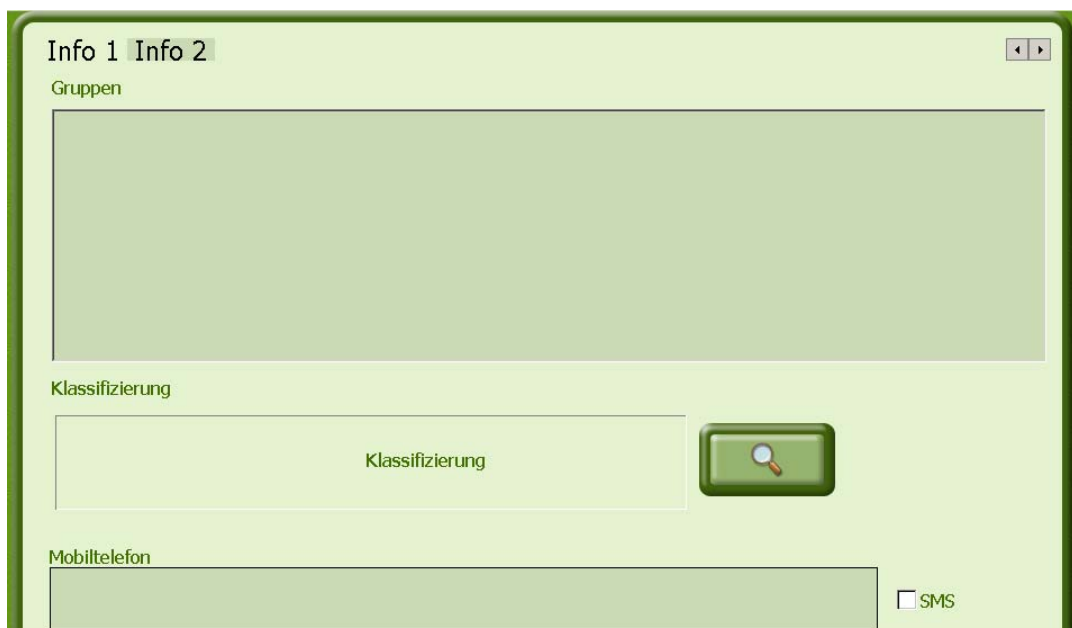 Info 1 Info 2
Gruppen
Klassifizierung
Klassifizierung
Mobiltelefon
SMS